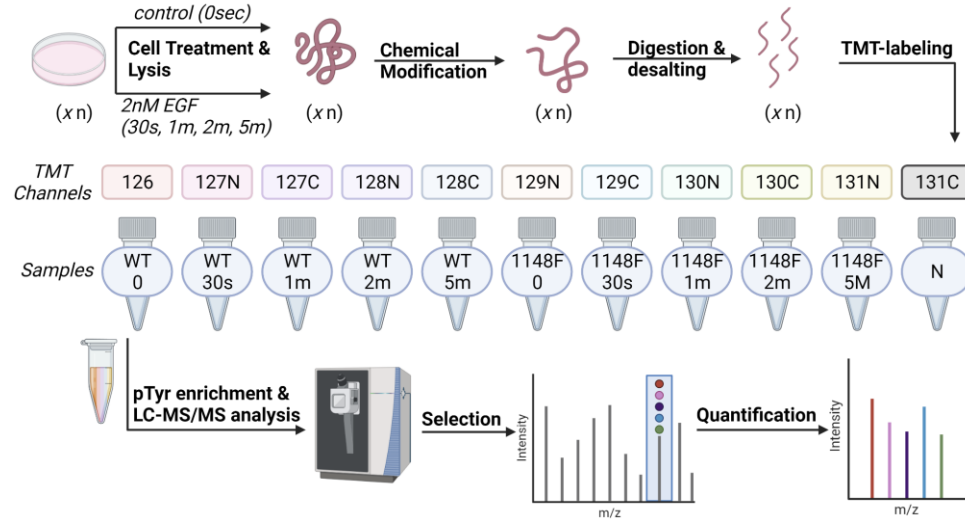 control (0sec)
Cell Treatment &
Lysis
2nM EGF
(30s, 1m, 2m, 5m)
(x n)
(x n)
Chemical
Modification
(x n)
Digestion &
desalting
(x n)
TMT-labeling
TMT
Channels
126
127N
127C
128N
128C
129N
129C
130N
130C
131N
131C
Samples
WT
0
WT
30s
WT
1m
WT
2m
WT
5m
1148F
0
1148F
30s
1148F
1m
1148F
2m
1148F
5M
N
pTyr enrichment &
LC-MS/MS analysis
Selection
Intensity
m/z
Quantification
Intensity
m/z